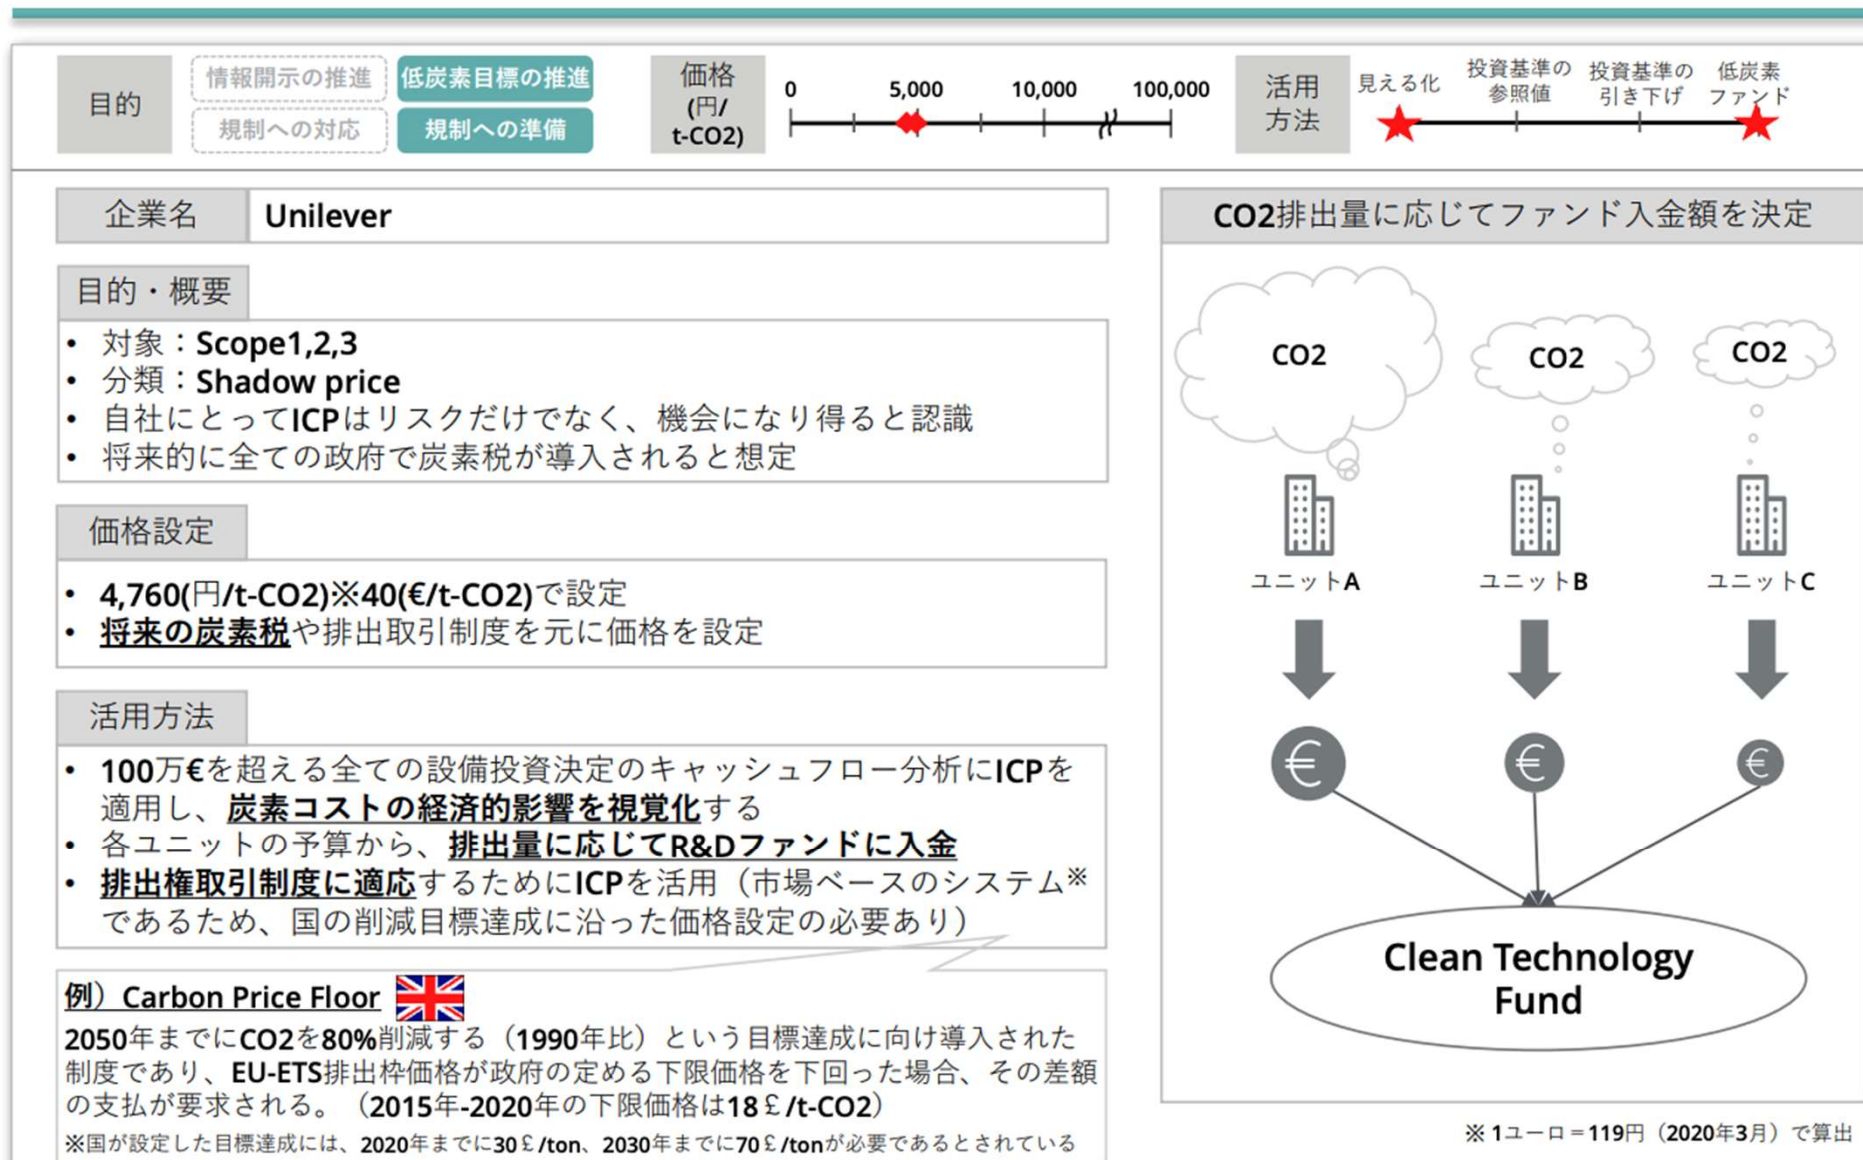 目的
情報開示の推進
低炭素目標の推進
規制への対応
規制への準備
価格
(円/
t-CO2)
0
5,000
10,000
100,000
活用
方法
見える化
投資基準の
参照値
投資基準の
引き下げ
低炭素
ファンド
企業名
Unilever
目的・概要
• 対象：Scope1,2,3
• 分類：Shadow price
• 自社にとってICPはリスクだけでなく、機会になり得ると認識
• 将来的に全ての政府で炭素税が導入されると想定
価格設定
• 4,760(円/t-CO2)※40(€/t-CO2)で設定
• 将来の炭素税や排出取引制度を元に価格を設定
活用方法
• 100万€を超える全ての設備投資決定のキャッシュフロー分析にICPを
適用し、炭素コストの経済的影響を視覚化する
• 各ユニットの予算から、排出量に応じてR&Dファンドに入金
• 排出権取引制度に適応するためにICPを活用（市場ベースのシステム※
であるため、国の削減目標達成に沿った価格設定の必要あり）
例）Carbon Price Floor
2050年までにCO2を80%削減する（1990年比）という目標達成に向け導入された
制度であり、EU-ETS排出枠価格が政府の定める下限価格を下回った場合、その差額
の支払が要求される。（2015年-2020年の下限価格は18￡/t-CO2）
※国が設定した目標達成には、2020年までに30￡/ton、2030年までに70￡/tonが必要であるとされている
CO2排出量に応じてファンド入金額を決定
CO2
CO2
CO2
ユニットA
ユニットB
ユニットC
€
€
€
Clean Technology
Fund
※ 1ユーロ＝119円（2020年3月）で算出